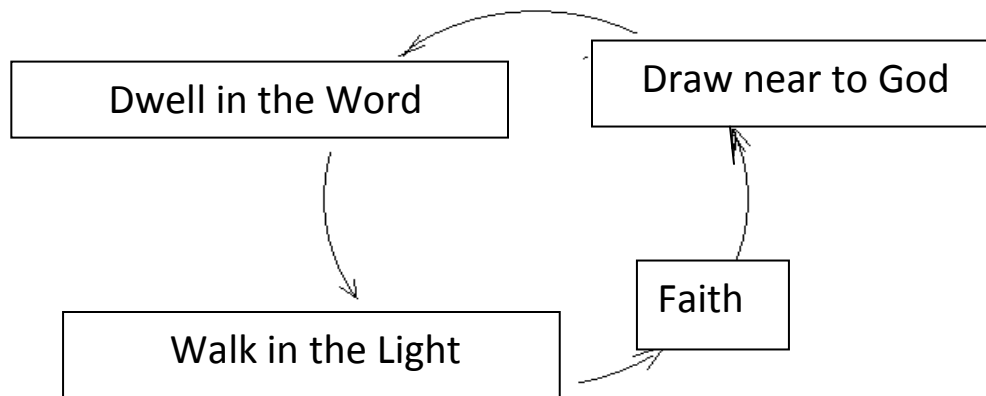 Draw near to God
Dwell in the Word
Faith
Walk in the Light